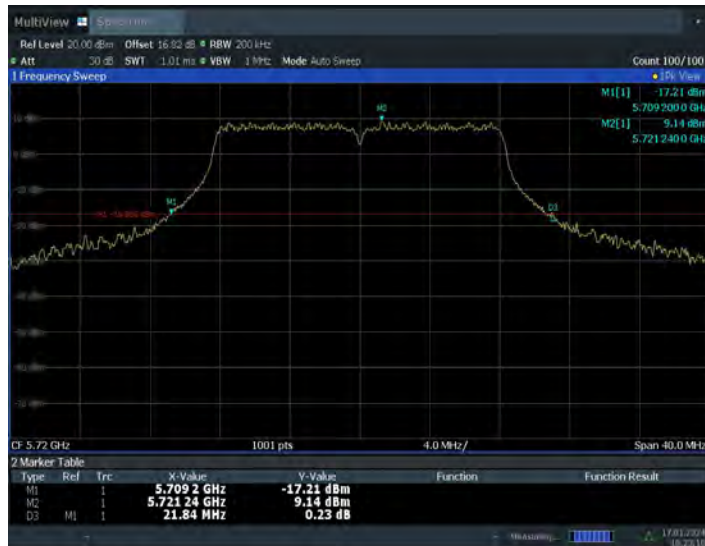 MultiView Spectrum
Ref Level 20.00 dBm Offset 16.82 dB RBW 200 kHz
Att 30 dB SWT 1.01 ms VBW 1 MHz Mode Auto Sweep Count 100/100
1 Frequency Sweep 1Pk View
M1[1] -17.21 dBm
5.709 200 0 GHz
M2[1] 9.14 dBm
5.721 240 0 GHz
M2
M1
D3
CF 5.72 GHz 1001 pts 4.0 MHz/ Span 40.0 MHz
2 Marker Table
Type Ref Trc X-Value Y-Value Function Function Result
M1 1 5.709 2 GHz -17.21 dBm
M2 1 5.721 24 GHz 9.14 dBm
D3 M1 1 21.84 MHz 0.23 dB
Measuring...